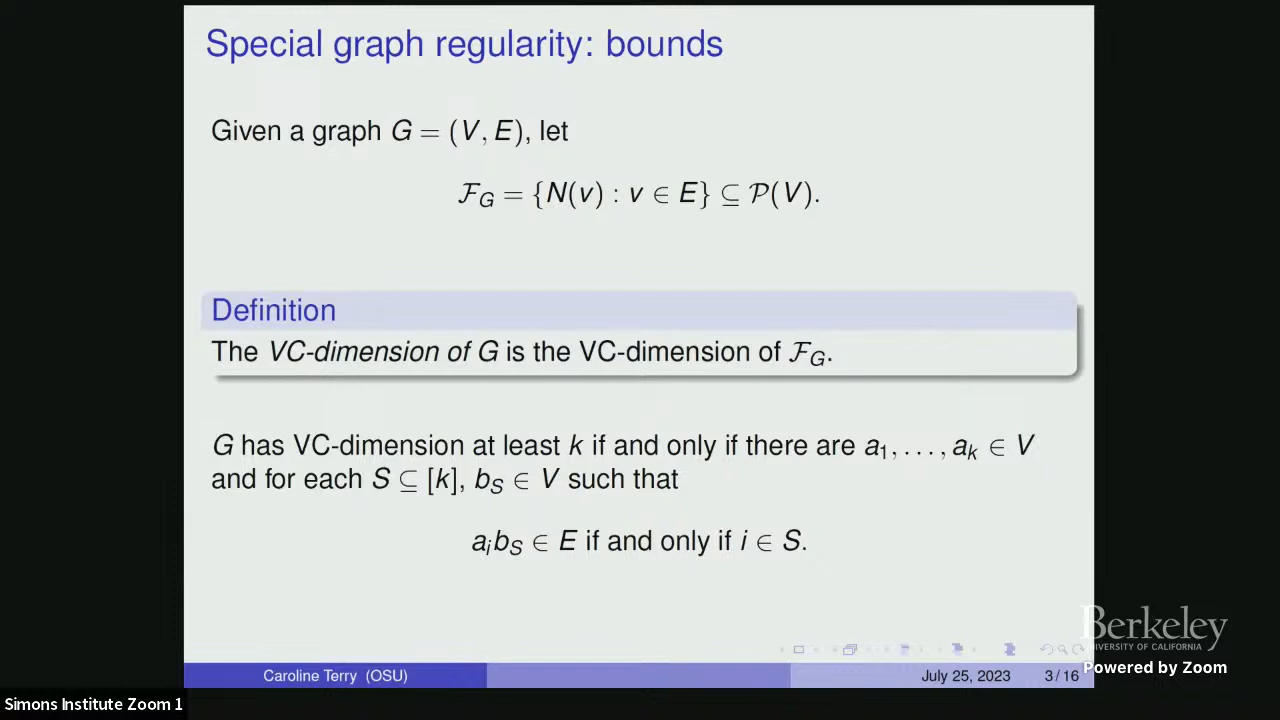 Special graph regularity: bounds
Given a graph G = (V, E), let
ℱ_G = {N(v) : v ∈ E} ⊆ 𝒫(V).
Definition
The VC-dimension of G is the VC-dimension of ℱ_G.
G has VC-dimension at least k if and only if there are a_1, . . . , a_k ∈ V
and for each S ⊆ [k], b_S ∈ V such that
a_i b_S ∈ E if and only if i ∈ S.
Berkeley
UNIVERSITY OF CALIFORNIA
Powered by Zoom
Caroline Terry (OSU)
July 25, 2023
3 / 16
Simons Institute Zoom 1